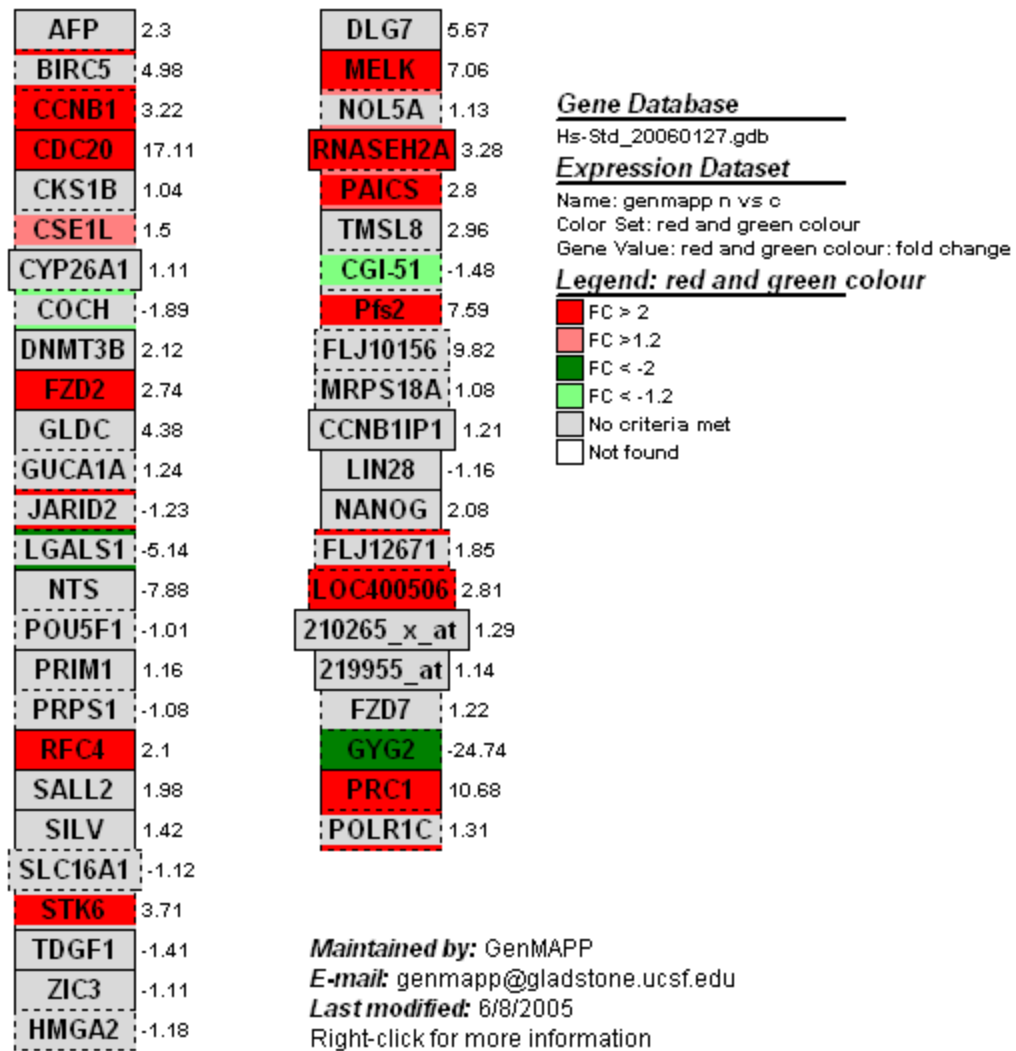 AFP 2.3
BIRC5 4.98
CCNB1 3.22
CDC20 17.11
CKS1B 1.04
CSE1L 1.5
CYP26A1 1.11
COCH -1.89
DNMT3B 2.12
FZD2 2.74
GLDC 4.38
GUCA1A 1.24
JARID2 -1.23
LGALS1 -5.14
NTS -7.88
POU5F1 -1.01
PRIM1 1.16
PRPS1 -1.08
RFC4 2.1
SALL2 1.98
SILV 1.42
SLC16A1 -1.12
STK6 3.71
TDGF1 -1.41
ZIC3 -1.11
HMGA2 -1.18
DLG7 5.67
MELK 7.06
NOL5A 1.13
RNASEH2A 3.28
PAICS 2.8
TMSL8 2.96
CGI-51 -1.48
Pfs2 7.59
FLJ10156 9.82
MRPS18A 1.08
CCNB1IP1 1.21
LIN28 -1.16
NANOG 2.08
FLJ12671 1.85
LOC400506 2.81
210265_x_at 1.29
219955_at 1.14
FZD7 1.22
GYG2 -24.74
PRC1 10.68
POLR1C 1.31
Gene Database
Hs-Std_20060127.gdb
Expression Dataset
Name: genmapp n vs c
Color Set: red and green colour
Gene Value: red and green colour: fold change
Legend: red and green colour
FC > 2
FC >1.2
FC < -2
FC < -1.2
No criteria met
Not found
Maintained by: GenMAPP
E-mail: genmapp@gladstone.ucsf.edu
Last modified: 6/8/2005
Right-click for more information